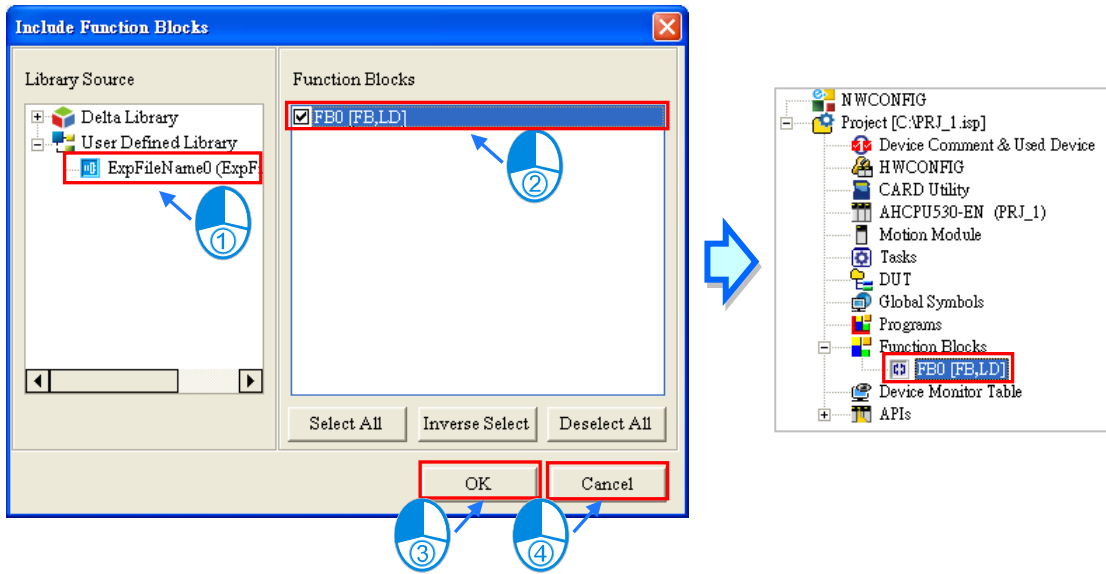 Include Function Blocks
Library Source
Delta Library
User Defined Library
ExpFileName0 (ExpFi
①
Function Blocks
FB0 [FB,LD]
②
Select All
Inverse Select
Deselect All
OK
Cancel
③
④
NWCONFIG
Project [C:\PRJ_1.isp]
Device Comment & Used Device
HWCONFIG
CARD Utility
AHCPU530-EN (PRJ_1)
Motion Module
Tasks
DUT
Global Symbols
Programs
Function Blocks
FB0 [FB,LD]
Device Monitor Table
APIs